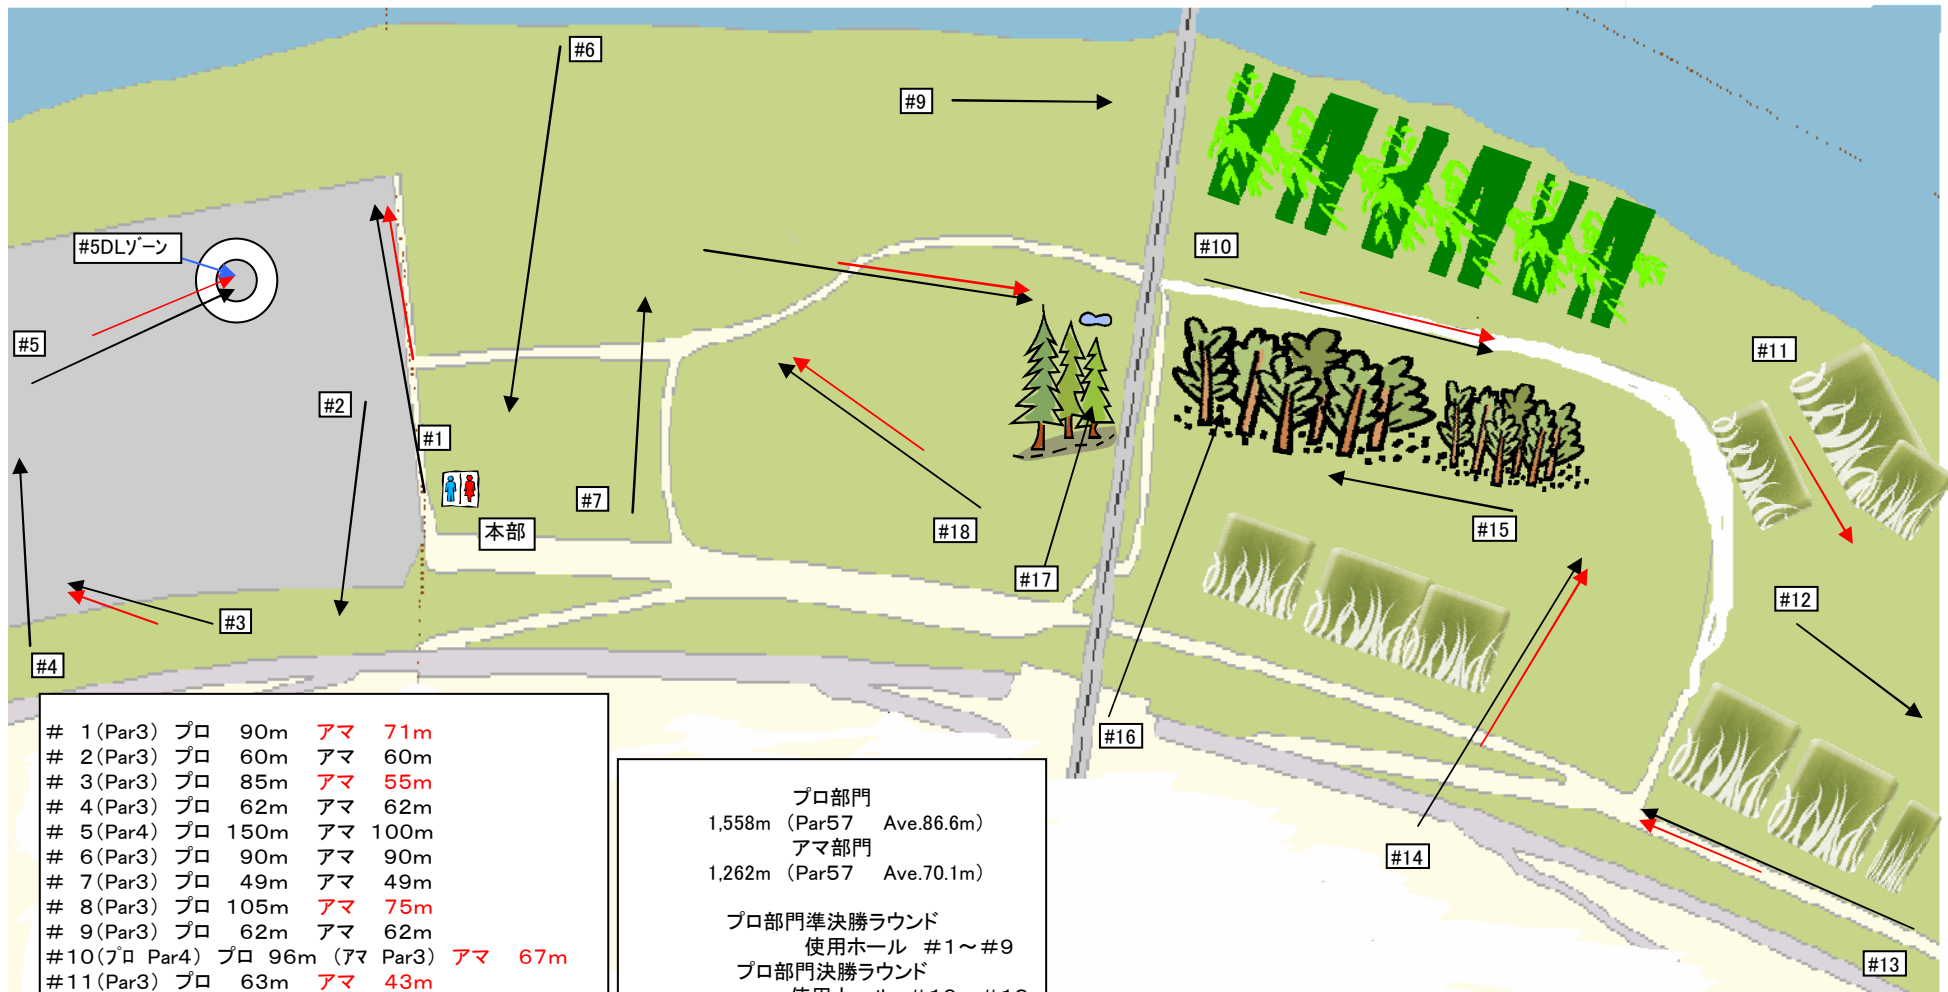 #6
#9
#10
#5DLゾーン
#5
#11
#2
#1
#7
本部
#18
#15
#17
#12
#3
#4
#16
#14
#13
# 1(Par3) プロ 90m アマ 71m
# 2(Par3) プロ 60m アマ 60m
# 3(Par3) プロ 85m アマ 55m
# 4(Par3) プロ 62m アマ 62m
# 5(Par4) プロ 150m アマ 100m
# 6(Par3) プロ 90m アマ 90m
# 7(Par3) プロ 49m アマ 49m
# 8(Par3) プロ 105m アマ 75m
# 9(Par3) プロ 62m アマ 62m
#10(プロ Par4) プロ 96m (アマ Par3) アマ 67m
#11(Par3) プロ 63m アマ 43m
プロ部門
1,558m (Par57 Ave.86.6m)
アマ部門
1,262m (Par57 Ave.70.1m)
プロ部門準決勝ラウンド
使用ホール #1~#9
プロ部門決勝ラウンド